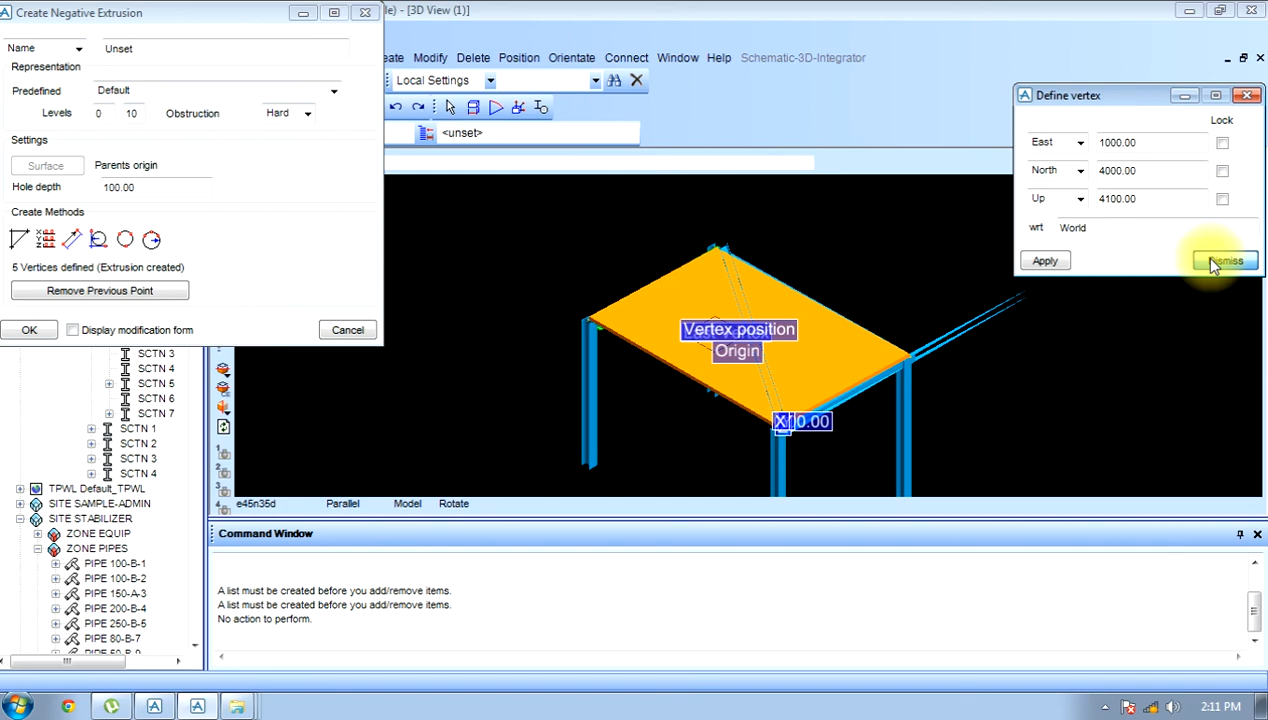 Create Negative Extrusion
le) - [3D View (1)]
Name
Unset
Representation
Predefined
Default
Levels
0
10
Obstruction
Hard
Settings
Surface
Parents origin
Hole depth
100.00
Create Methods
5 Vertices defined (Extrusion created)
Remove Previous Point
OK
Display modification form
Cancel
eate Modify Delete Position Orientate Connect Window Help Schematic-3D-Integrator
Local Settings
<unset>
Define vertex
Lock
East
1000.00
North
4000.00
Up
4100.00
wrt
World
Apply
Vertex position
Origin
SCTN 3
SCTN 4
SCTN 5
SCTN 6
SCTN 7
SCTN 1
SCTN 2
SCTN 3
SCTN 4
TPWL Default_TPWL
SITE SAMPLE-ADMIN
SITE STABILIZER
ZONE EQUIP
ZONE PIPES
PIPE 100-B-1
PIPE 100-B-2
PIPE 150-A-3
PIPE 200-B-4
PIPE 250-B-5
PIPE 80-B-7
1
2
3
4
e45n35d
Parallel
Model
Rotate
Command Window
A list must be created before you add/remove items.
A list must be created before you add/remove items.
No action to perform.
2:11 PM